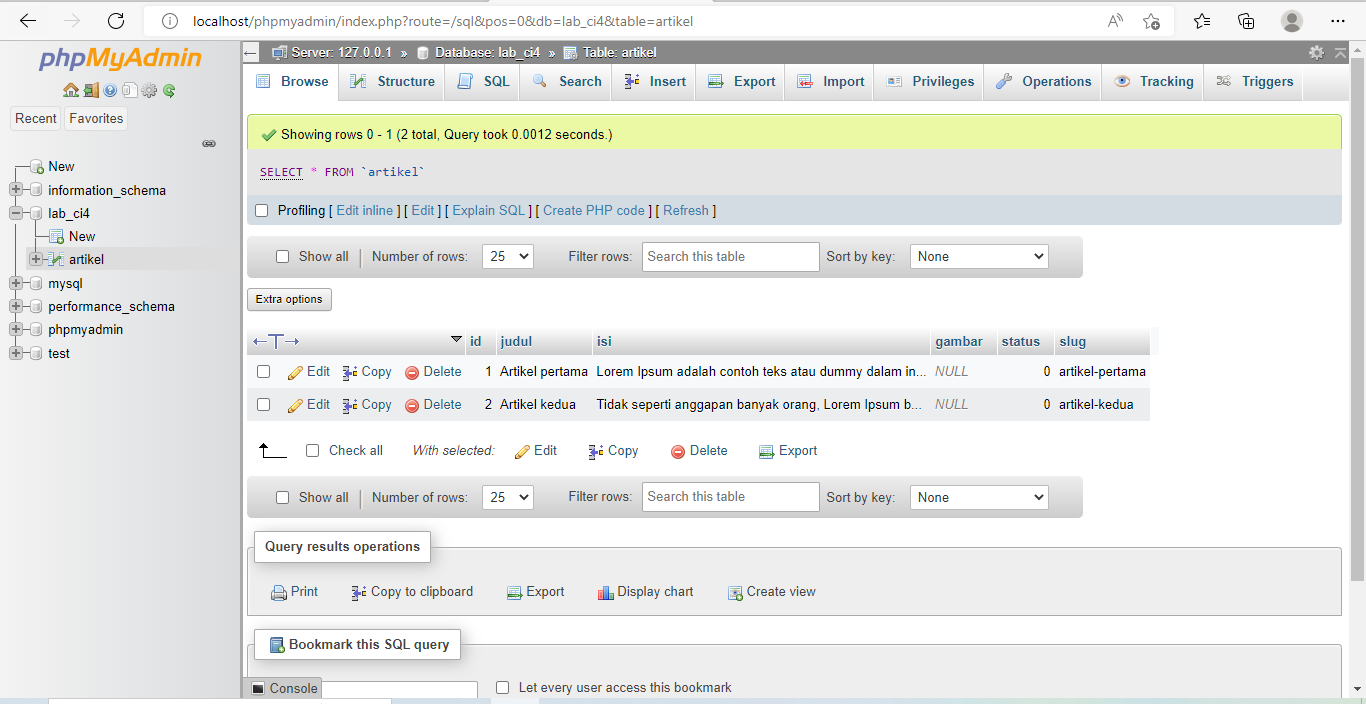 localhost/phpmyadmin/index.php?route=/sql&pos=0&db=lab_ci4&table=artikel
phpMyAdmin
Recent Favorites
New
information_schema
lab_ci4
New
artikel
mysql
performance_schema
phpmyadmin
test
Server: 127.0.0.1 » Database: lab_ci4 » Table: artikel
Browse Structure SQL Search Insert Export Import Privileges Operations Tracking Triggers
Showing rows 0 - 1 (2 total, Query took 0.0012 seconds.)
SELECT * FROM `artikel`
Profiling [ Edit inline ] [ Edit ] [ Explain SQL ] [ Create PHP code ] [ Refresh ]
Show all | Number of rows: 25 Filter rows: Search this table Sort by key: None
Extra options
id judul isi gambar status slug
Edit Copy Delete 1 Artikel pertama Lorem Ipsum adalah contoh teks atau dummy dalam in... NULL 0 artikel-pertama
Edit Copy Delete 2 Artikel kedua Tidak seperti anggapan banyak orang, Lorem Ipsum b... NULL 0 artikel-kedua
Check all With selected: Edit Copy Delete Export
Show all | Number of rows: 25 Filter rows: Search this table Sort by key: None
Query results operations
Print Copy to clipboard Export Display chart Create view
Bookmark this SQL query
Console Let every user access this bookmark